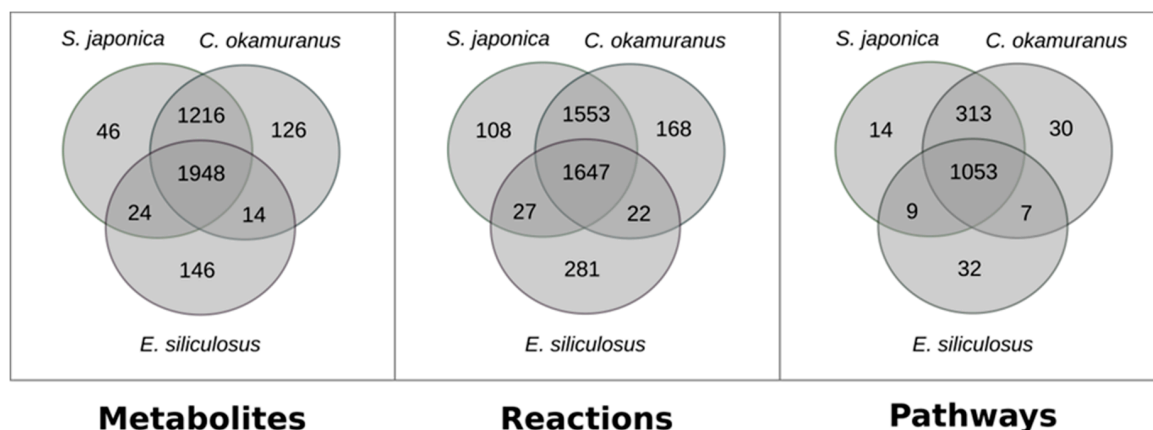 S. japonica C. okamuranus
46 1216 126
1948
24 14
146
E. siliculosus
Metabolites
S. japonica C. okamuranus
108 1553 168
1647
27 22
281
E. siliculosus
Reactions
S. japonica C. okamuranus
14 313 30
1053
9 7
32
E. siliculosus
Pathways